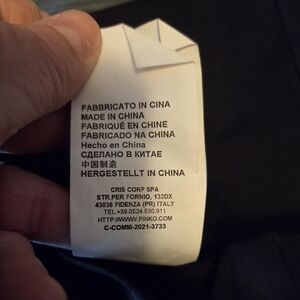 FABBRICATO IN CINA
MADE IN CHINA
FABRIQUÉ EN CHINE
FABRICADO NA CHINA
Hecho en China
СДЕЛАНО В КИТАЕ
中国制造
HERGESTELLT IN CHINA
CRIS CONF SPA
STR.PER FORNIO, 132DX
43036 FIDENZA (PR) ITALY
TEL.+39.0524.530.911
HTTP://WWW.PINKO.COM
C-COMM-2021-3733